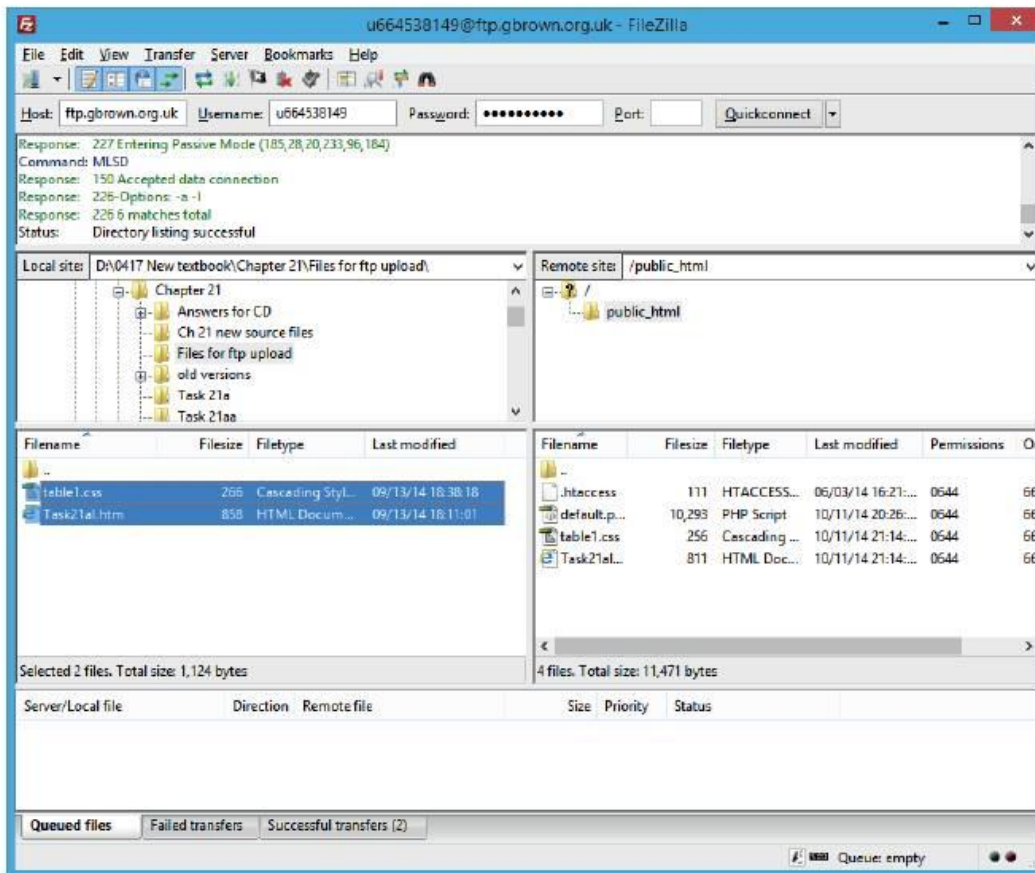 u664538149@ftp.gbrown.org.uk - FileZilla
File Edit View Transfer Server Bookmarks Help
Host: ftp.gbrown.org.uk Username: u664538149 Password: •••••••••• Port: Quickconnect
Response: 227 Entering Passive Mode (185,28,20,233,96,184)
Command: MLSD
Response: 150 Accepted data connection
Response: 226-Options: -a -l
Response: 226 6 matches total
Status: Directory listing successful
Local site: D:\0417 New textbook\Chapter 21\Files for ftp upload\
Chapter 21
Answers for CD
Ch 21 new source files
Files for ftp upload
old versions
Task 21a
Task 21aa
Remote site: /public_html
/
public_html
Filename Filesize Filetype Last modified
..
table1.css 266 Cascading Styl... 09/13/14 18:38:18
Task21al.htm 858 HTML Docum... 09/13/14 18:11:01
Selected 2 files. Total size: 1,124 bytes
Filename Filesize Filetype Last modified Permissions O
..
.htaccess 111 HTACCESS... 06/03/14 16:21:... 0644 66
default.p... 10,293 PHP Script 10/11/14 20:26:... 0644 66
table1.css 256 Cascading ... 10/11/14 21:14:... 0644 66
Task21al... 811 HTML Doc... 10/11/14 21:14:... 0644 66
4 files. Total size: 11,471 bytes
Server/Local file Direction Remote file Size Priority Status
Queued files Failed transfers Successful transfers (2)
Queue: empty